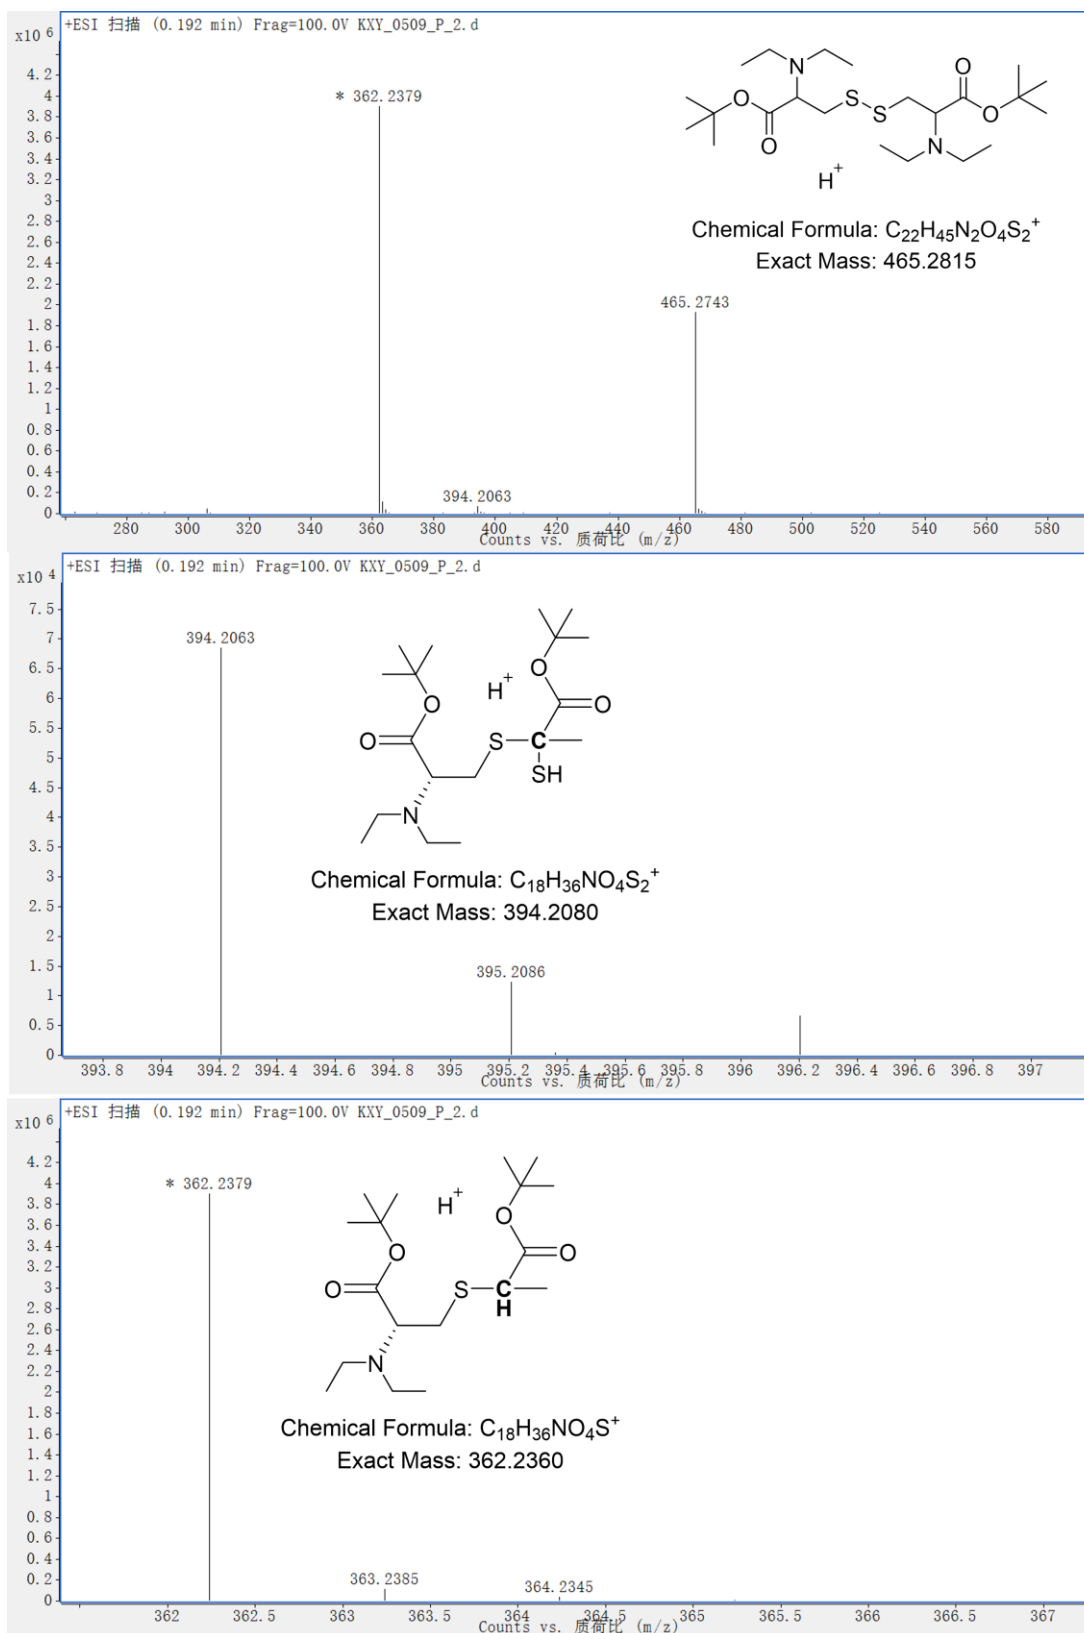 +ESI 扫描 (0.192 min) Frag=100.0V KXY_0509_P_2.d
x10 6
4.2
4
3.8
3.6
3.4
3.2
3
2.8
2.6
2.4
2.2
2
1.8
1.6
1.4
1.2
1
0.8
0.6
0.4
0.2
0
* 362.2379
394.2063
465.2743
N
O
O
S
S
O
O
N
H+
Chemical Formula: C22H45N2O4S2+
Exact Mass: 465.2815
280 300 320 340 360 380 400 420 440 460 480 500 520 540 560 580
Counts vs. 质荷比 (m/z)
+ESI 扫描 (0.192 min) Frag=100.0V KXY_0509_P_2.d
x10 4
7.5
7
6.5
6
5.5
5
4.5
4
3.5
3
2.5
2
1.5
1
0.5
0
394.2063
395.2086
O
H+
O
O
O
S
C
SH
N
Chemical Formula: C18H36NO4S2+
Exact Mass: 394.2080
393.8 394 394.2 394.4 394.6 394.8 395 395.2 395.4 395.6 395.8 396 396.2 396.4 396.6 396.8 397
Counts vs. 质荷比 (m/z)
+ESI 扫描 (0.192 min) Frag=100.0V KXY_0509_P_2.d
x10 6
4.2
4
3.8
3.6
3.4
3.2
3
2.8
2.6
2.4
2.2
2
1.8
1.6
1.4
1.2
1
0.8
0.6
0.4
0.2
0
* 362.2379
363.2385
364.2345
H+
O
O
O
O
S
C
H
N
Chemical Formula: C18H36NO4S+
Exact Mass: 362.2360
362 362.5 363 363.5 364 364.5 365 365.5 366 366.5 367
Counts vs. 质荷比 (m/z)